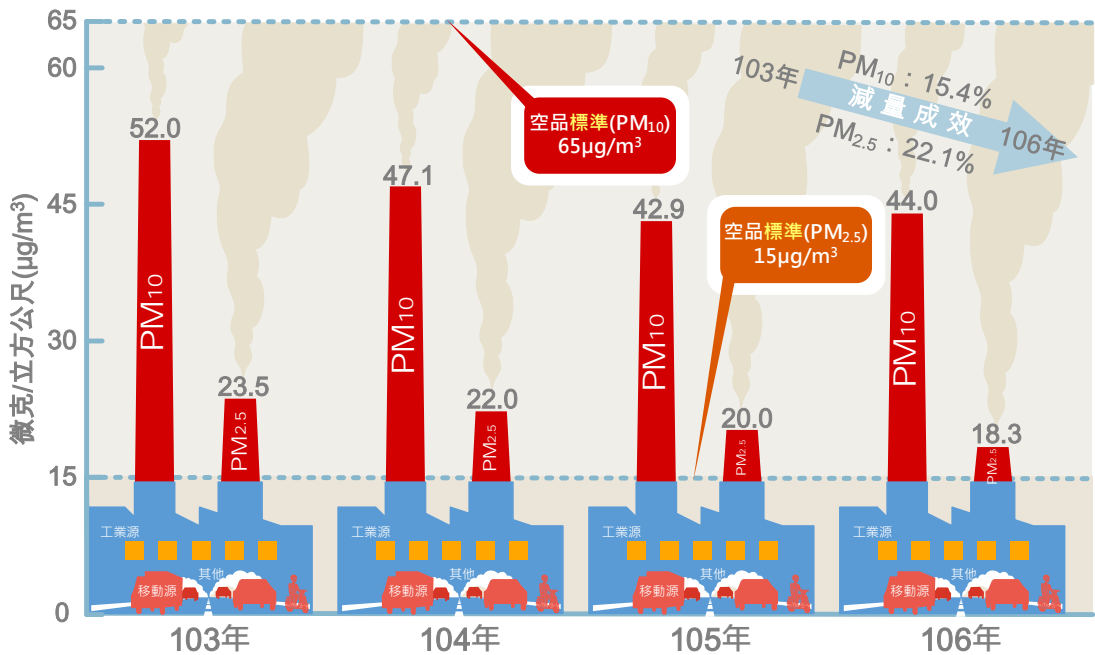 微克/立方公尺(μg/m³)
65
60
45
30
15
0
103年
PM₁₀：15.4%
減量成效
PM₂.₅：22.1%
106年
空品標準(PM₁₀)
65μg/m³
空品標準(PM₂.₅)
15μg/m³
52.0
PM₁₀
23.5
PM₂.₅
47.1
PM₁₀
22.0
PM₂.₅
42.9
PM₁₀
20.0
PM₂.₅
44.0
PM₁₀
18.3
PM₂.₅
工業源
其他
移動源
工業源
其他
移動源
工業源
其他
移動源
工業源
其他
移動源
103年
104年
105年
106年